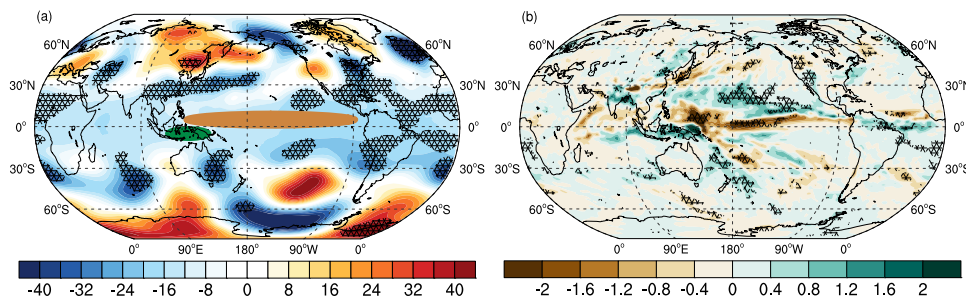 (a)
(b)
60°N 60°N 60°N 60°N
30°N 30°N 30°N 30°N
0° 0° 0° 0°
30°S 30°S 30°S 30°S
60°S 60°S 60°S 60°S
0° 90°E 180° 90°W 0° 0° 90°E 180° 90°W 0°
-40 -32 -24 -16 -8 0 8 16 24 32 40
-2 -1.6 -1.2 -0.8 -0.4 0 0.4 0.8 1.2 1.6 2